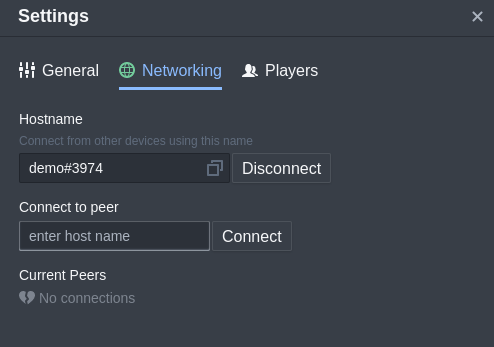 Settings
General Networking Players
Hostname
Connect from other devices using this name
demo#3974 Disconnect
Connect to peer
enter host name Connect
Current Peers
No connections